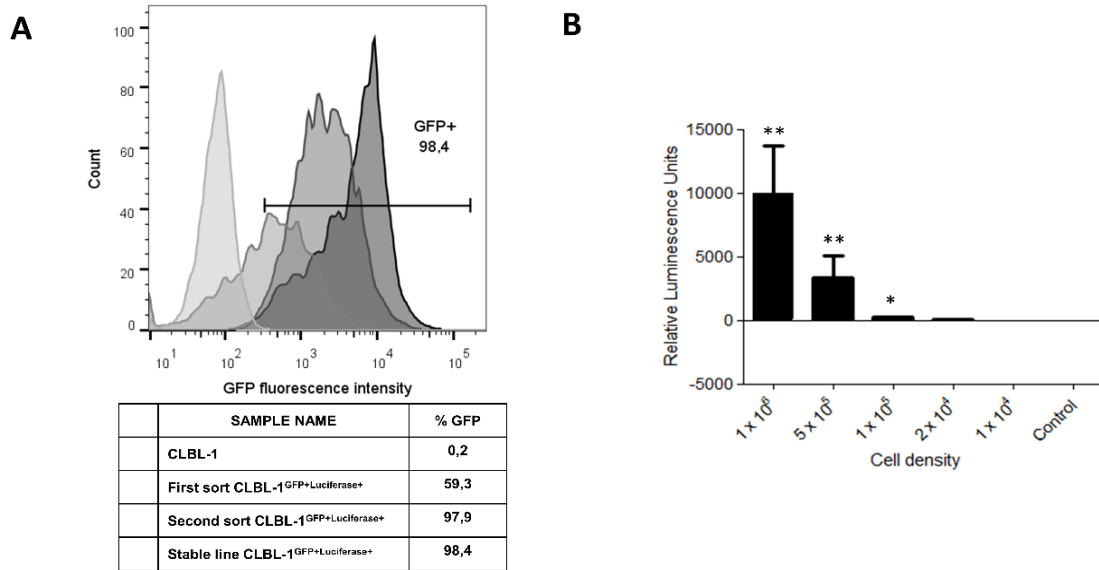 A
100
80
60
40
20
0
Count
GFP+
98,4
10¹ 10² 10³ 10⁴ 10⁵
GFP fluorescence intensity
SAMPLE NAME % GFP
CLBL-1 0,2
First sort CLBL-1ᴳᶠᴾ⁺ᴸᵘᶜⁱᶠᵉʳᵃˢᵉ⁺ 59,3
Second sort CLBL-1ᴳᶠᴾ⁺ᴸᵘᶜⁱᶠᵉʳᵃˢᵉ⁺ 97,9
Stable line CLBL-1ᴳᶠᴾ⁺ᴸᵘᶜⁱᶠᵉʳᵃˢᵉ⁺ 98,4
B
Relative Luminescence Units
15000
10000
5000
0
-5000
**
**
*
1 x 10⁶
5 x 10⁵
1 x 10⁵
2 x 10⁴
1 x 10⁴
Control
Cell density